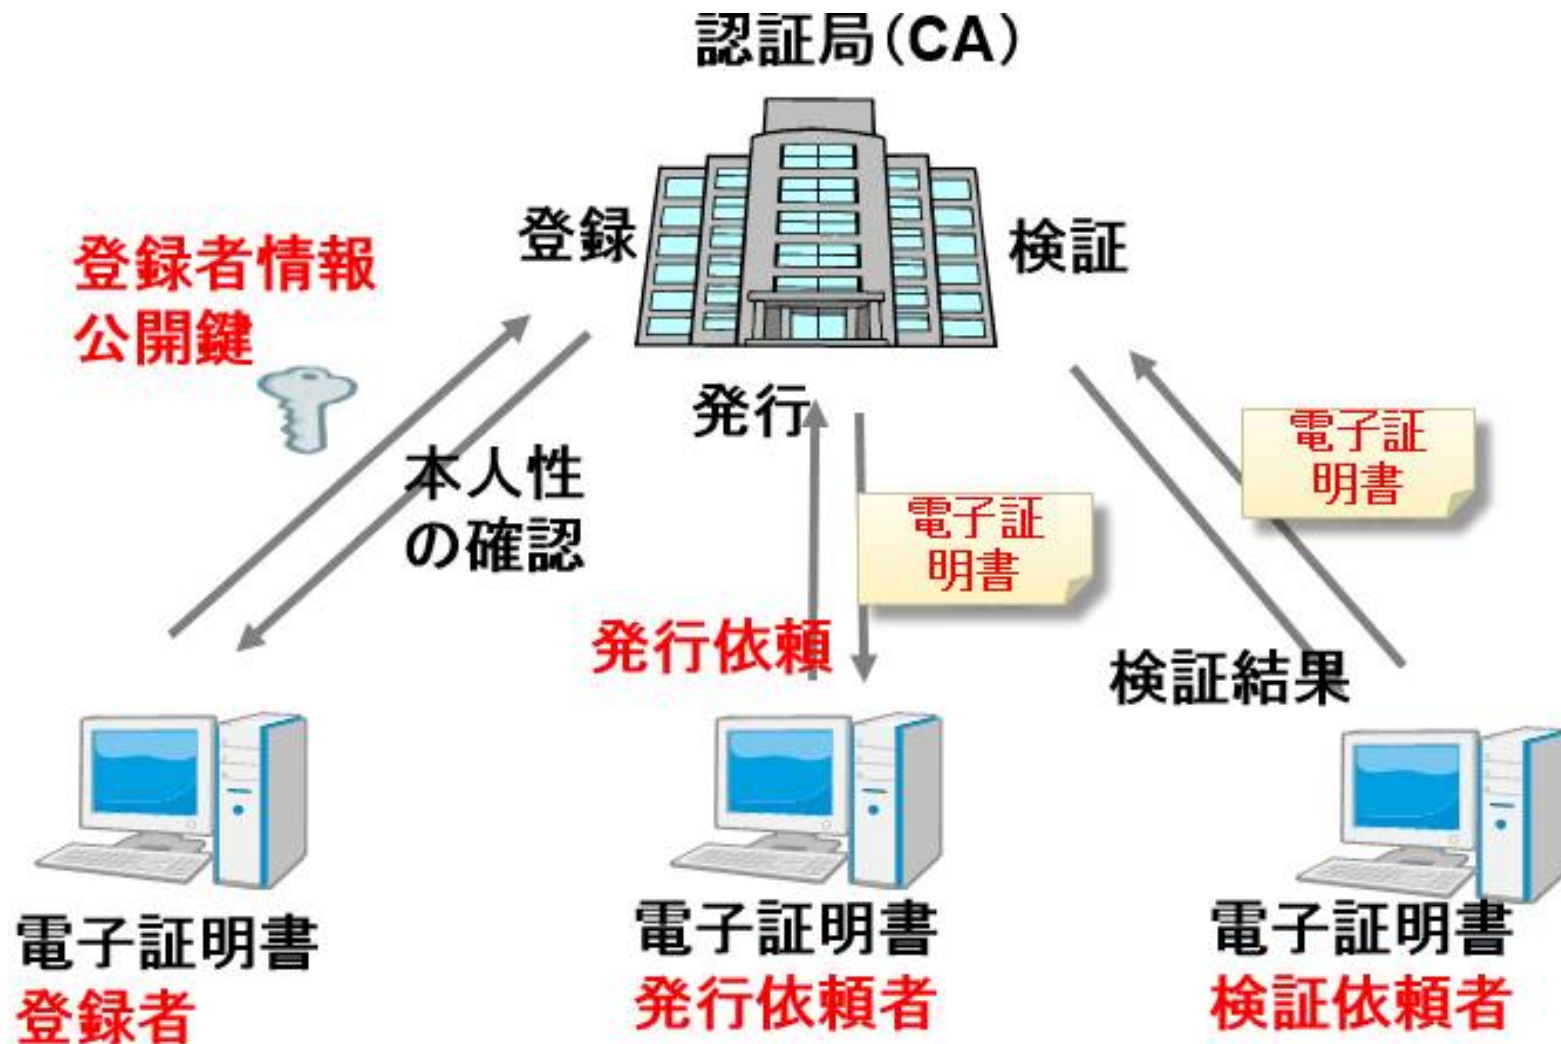 認証局(CA)
登録
検証
登録者情報
公開鍵
発行
本人性
の確認
電子証
明書
電子証
明書
発行依頼
検証結果
電子証明書
登録者
電子証明書
発行依頼者
電子証明書
検証依頼者